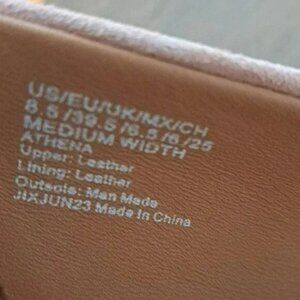 US/EU/UK/MX/CH
8.5/39.5/6.5/6/25
MEDIUM WIDTH
ATHENA
Upper: Leather
Lining: Leather
Outsole: Man Made
JIXJUN23 Made In China